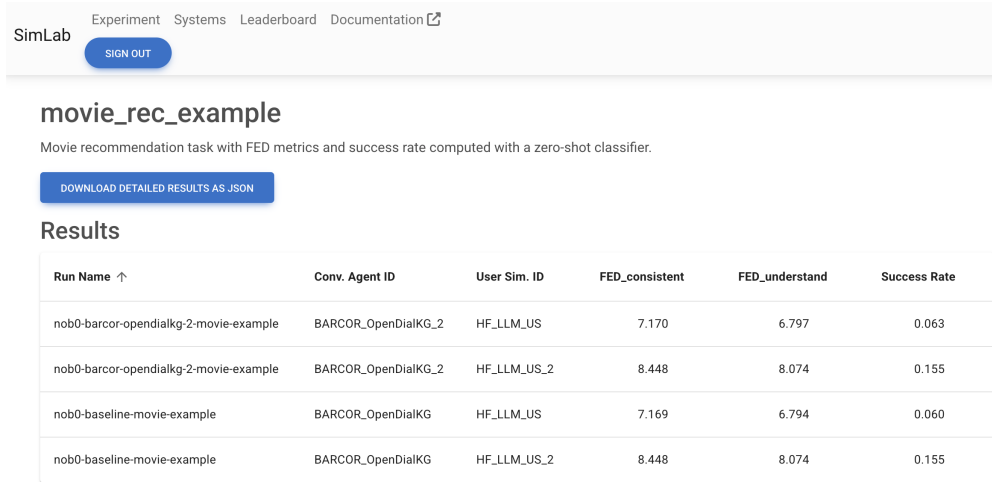 SimLab
Experiment Systems Leaderboard Documentation
SIGN OUT
movie_rec_example
Movie recommendation task with FED metrics and success rate computed with a zero-shot classifier.
DOWNLOAD DETAILED RESULTS AS JSON
Results
Run Name ↑ Conv. Agent ID User Sim. ID FED_consistent FED_understand Success Rate
nob0-barcor-opendialkg-2-movie-example BARCOR_OpenDialKG_2 HF_LLM_US 7.170 6.797 0.063
nob0-barcor-opendialkg-2-movie-example BARCOR_OpenDialKG_2 HF_LLM_US_2 8.448 8.074 0.155
nob0-baseline-movie-example BARCOR_OpenDialKG HF_LLM_US 7.169 6.794 0.060
nob0-baseline-movie-example BARCOR_OpenDialKG HF_LLM_US_2 8.448 8.074 0.155